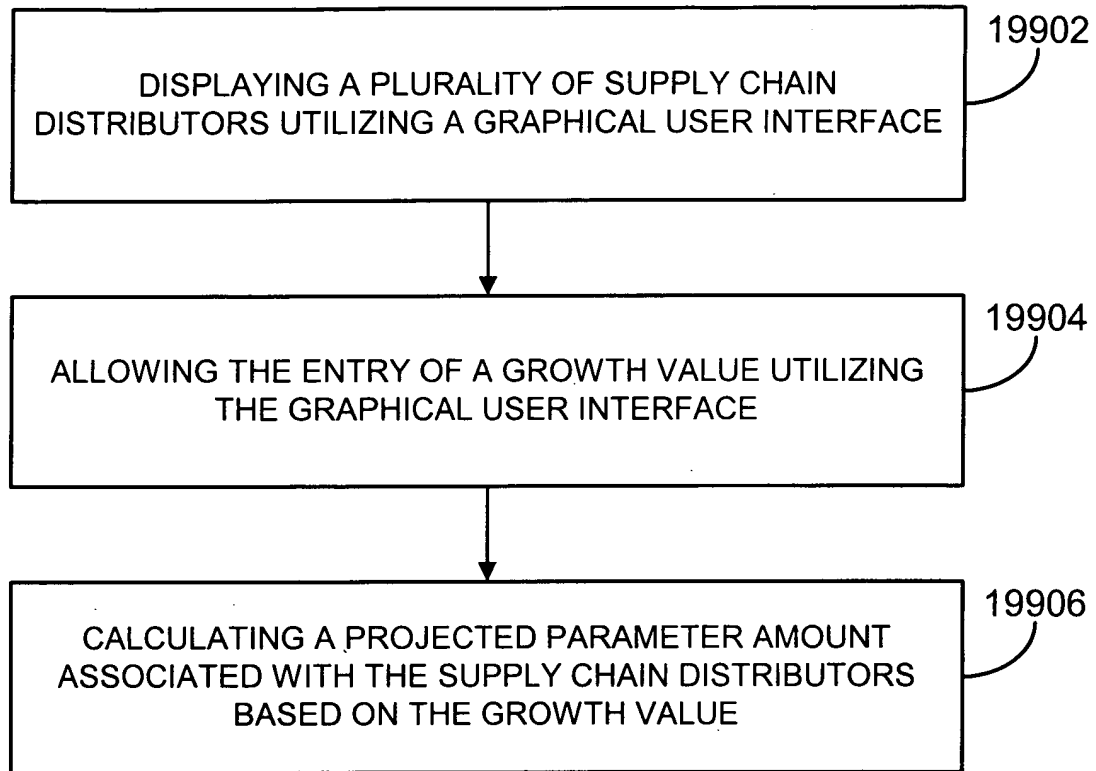 19902
DISPLAYING A PLURALITY OF SUPPLY CHAIN
DISTRIBUTORS UTILIZING A GRAPHICAL USER INTERFACE
19904
ALLOWING THE ENTRY OF A GROWTH VALUE UTILIZING
THE GRAPHICAL USER INTERFACE
19906
CALCULATING A PROJECTED PARAMETER AMOUNT
ASSOCIATED WITH THE SUPPLY CHAIN DISTRIBUTORS
BASED ON THE GROWTH VALUE